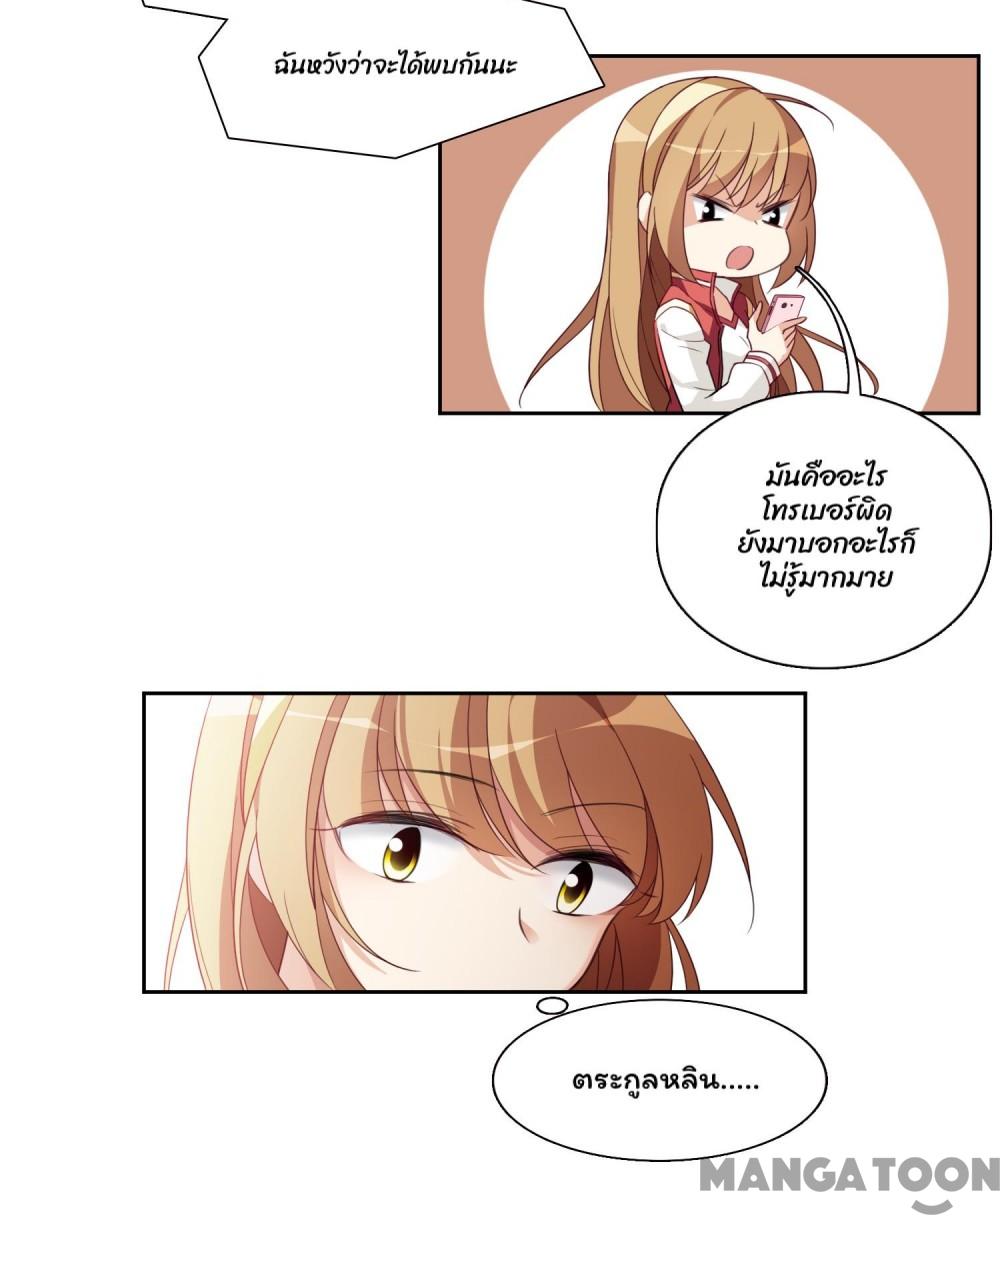 ฉันหวังว่าจะได้พบกันนะ
มันคืออะไร
โทรเบอร์ผิด
ยังมาบอกอะไรก็
ไม่รู้มากมาย
ตระกูลหลิน.....
MANGATOON